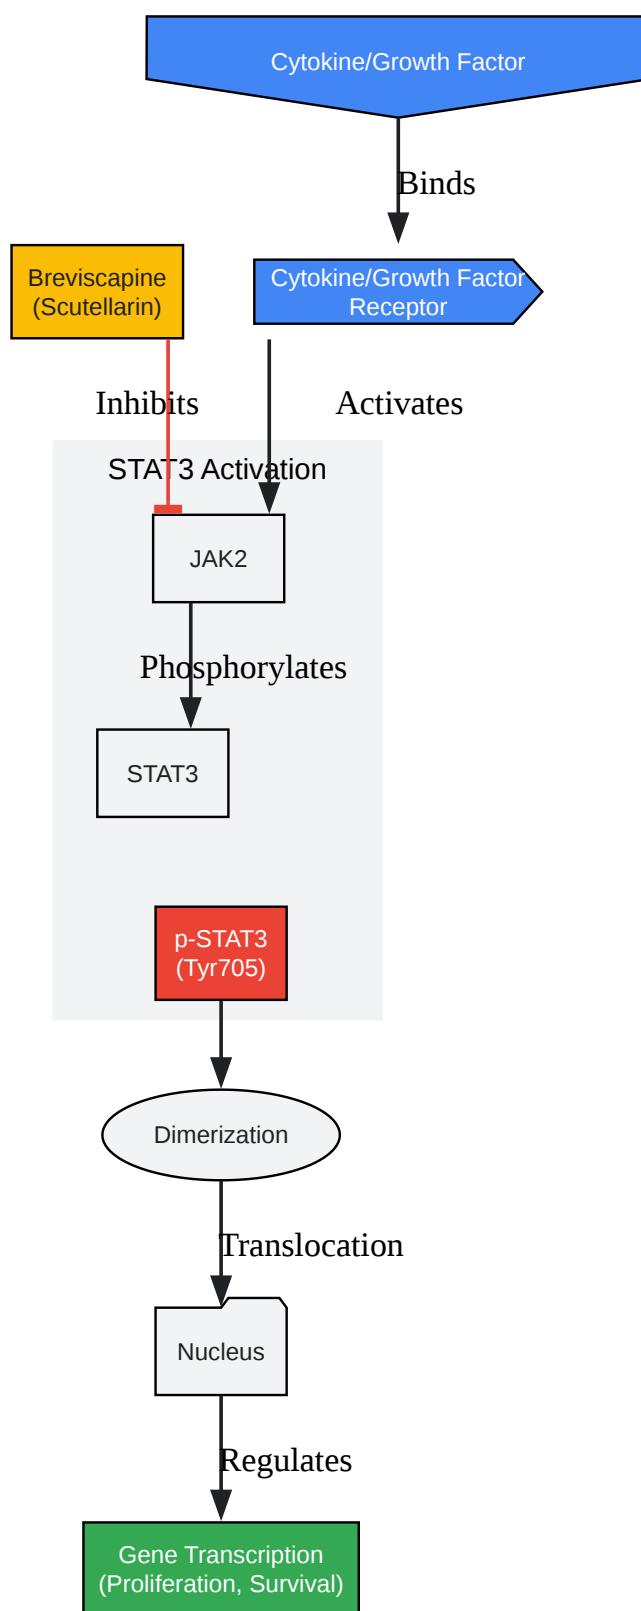 Cytokine/Growth Factor
Binds
Breviscapine
(Scutellarin)
Cytokine/Growth Factor
Receptor
Inhibits
Activates
STAT3 Activation
JAK2
Phosphorylates
STAT3
p-STAT3
(Tyr705)
Dimerization
Translocation
Nucleus
Regulates
Gene Transcription
(Proliferation, Survival)